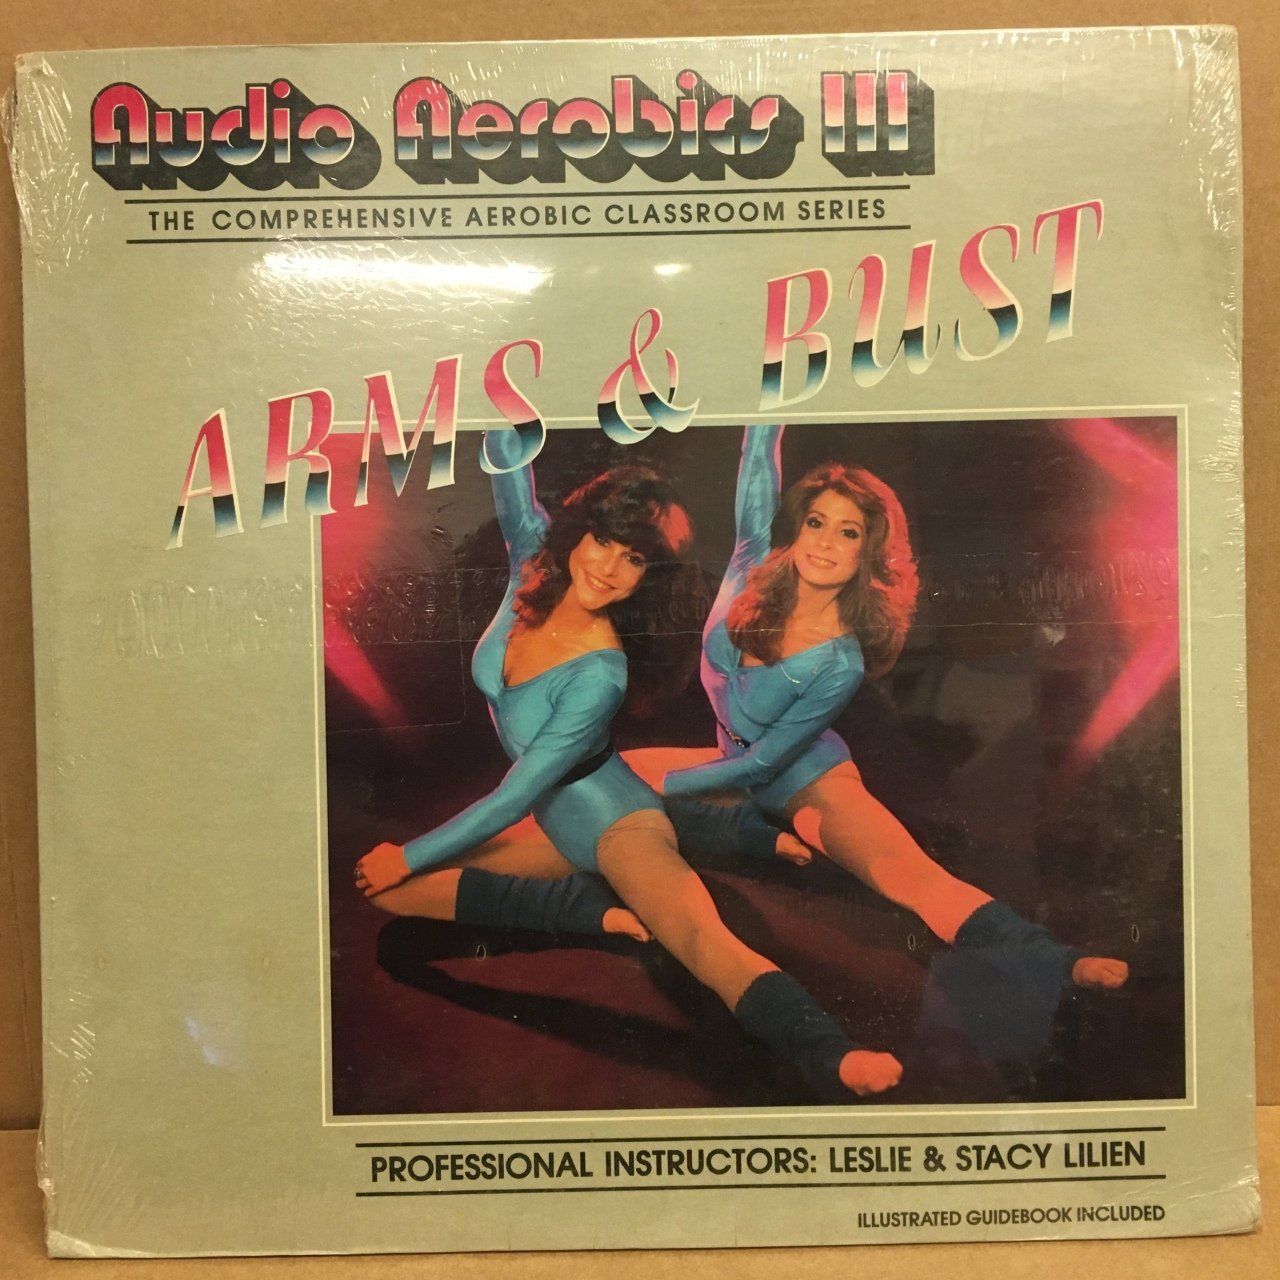 Audio Aerobics III
THE COMPREHENSIVE AEROBIC CLASSROOM SERIES
ARMS & BUST
PROFESSIONAL INSTRUCTORS: LESLIE & STACY LILIEN
ILLUSTRATED GUIDEBOOK INCLUDED